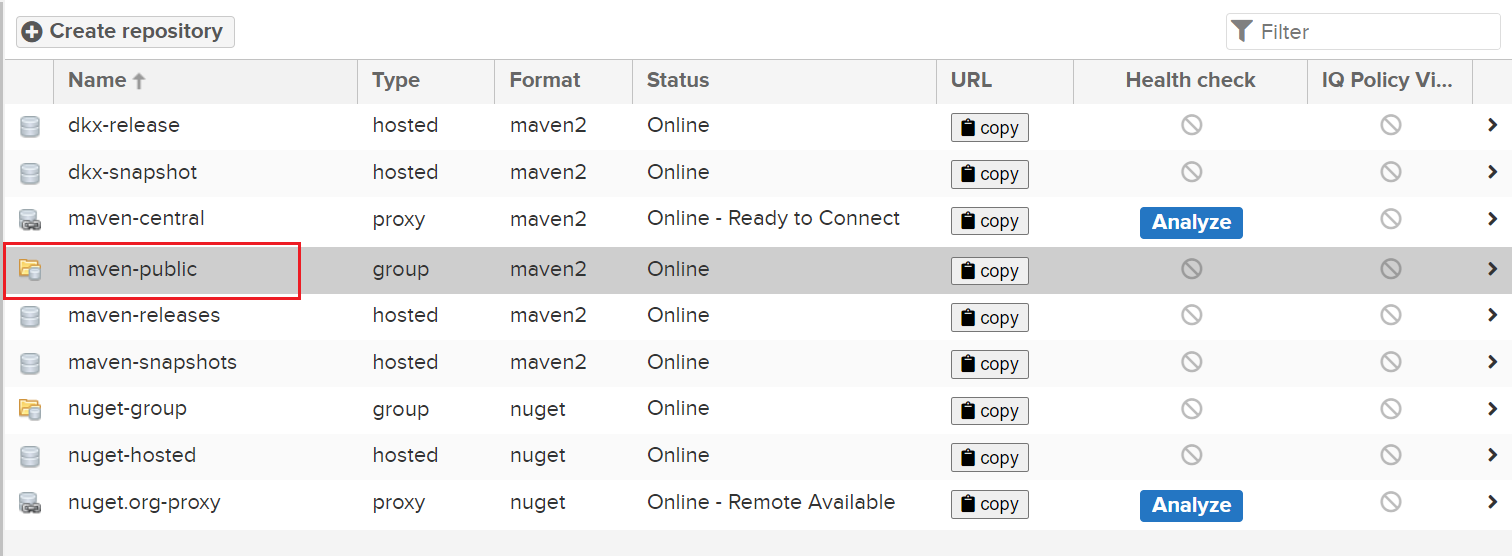 Create repository Filter
Name Type Format Status URL Health check IQ Policy Vi...
dkx-release hosted maven2 Online copy
dkx-snapshot hosted maven2 Online copy
maven-central proxy maven2 Online - Ready to Connect copy Analyze
maven-public group maven2 Online copy
maven-releases hosted maven2 Online copy
maven-snapshots hosted maven2 Online copy
nuget-group group nuget Online copy
nuget-hosted hosted nuget Online copy
nuget.org-proxy proxy nuget Online - Remote Available copy Analyze